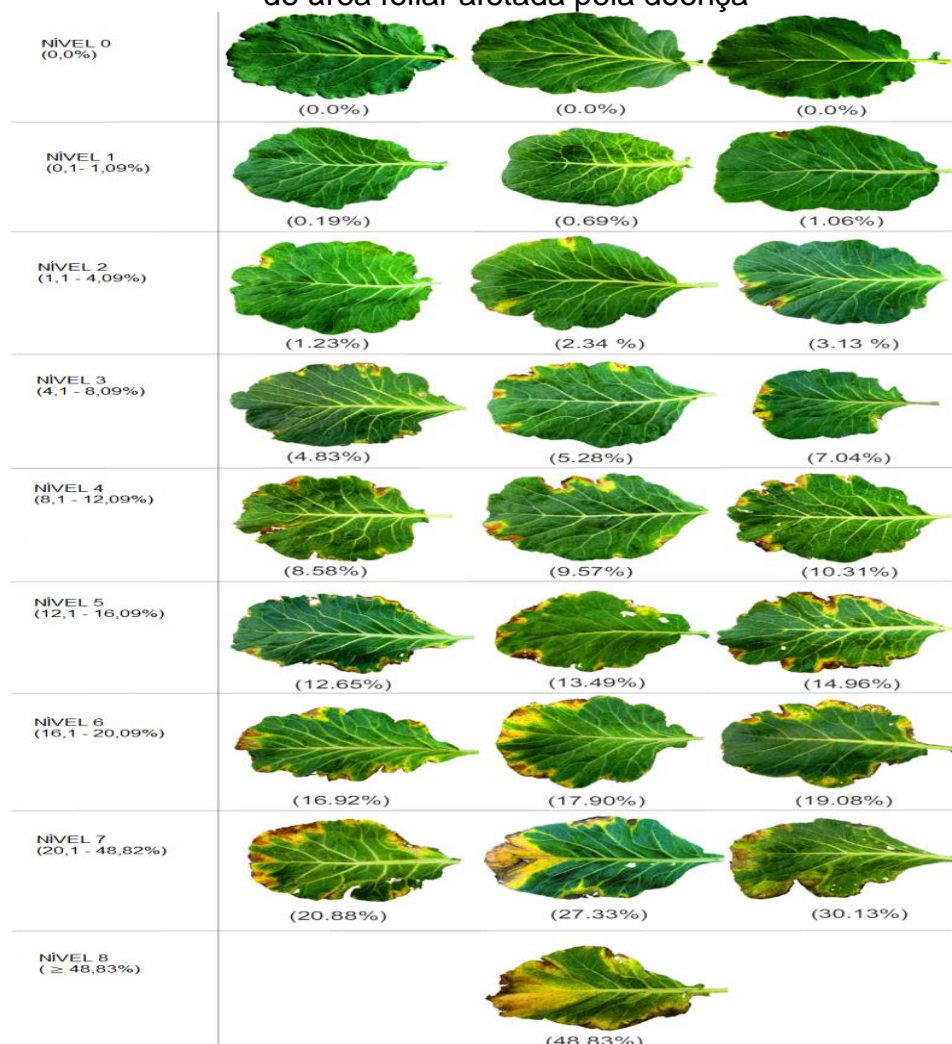 de área foliar afetada pela doença
NÍVEL 0
(0,0%)
(0.0%) (0.0%) (0.0%)
NÍVEL 1
(0,1- 1,09%)
(0.19%) (0.69%) (1.06%)
NÍVEL 2
(1,1 - 4,09%)
(1.23%) (2.34 %) (3.13 %)
NÍVEL 3
(4,1 - 8,09%)
(4.83%) (5.28%) (7.04%)
NÍVEL 4
(8,1 - 12,09%)
(8.58%) (9.57%) (10.31%)
NÍVEL 5
(12,1 - 16,09%)
(12.65%) (13.49%) (14.96%)
NÍVEL 6
(16,1 - 20,09%)
(16.92%) (17.90%) (19.08%)
NÍVEL 7
(20,1 - 48,82%)
(20.88%) (27.33%) (30.13%)
NÍVEL 8
( ≥ 48,83%)
(48.83%)